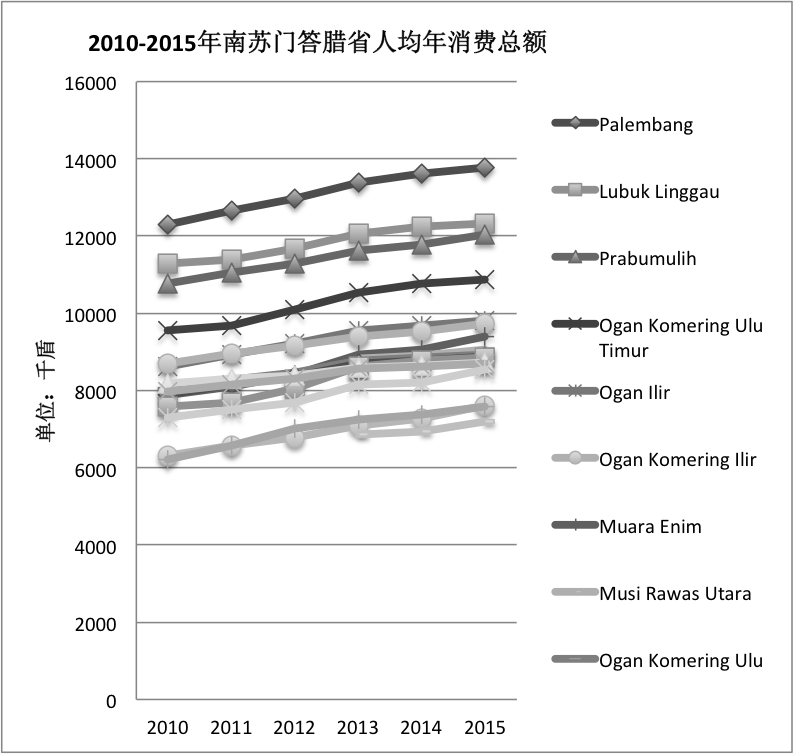 2010-2015年南苏门答腊省人均年消费总额
单位：千盾
16000
14000
12000
10000
8000
6000
4000
2000
0
2010 2011 2012 2013 2014 2015
Palembang
Lubuk Linggau
Prabumulih
Ogan Komering Ulu
Timur
Ogan Ilir
Ogan Komering Ilir
Muara Enim
Musi Rawas Utara
Ogan Komering Ulu